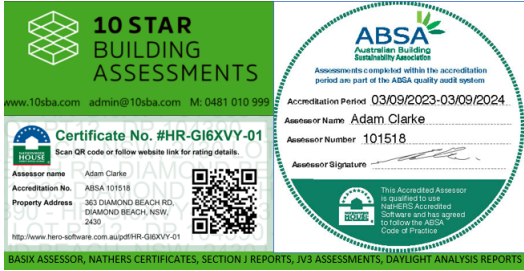 10 STAR
BUILDING
ASSESSMENTS
www.10sba.com admin@10sba.com M: 0481 010 999
Certificate No. #HR-GI6XVY-01
Scan QR code or follow website link for rating details.
Assessor name Adam Clarke
Accreditation No. ABSA 101518
Property Address 363 DIAMOND BEACH RD,
DIAMOND BEACH, NSW,
2430
http://www.hero-software.com.au/pdf/HR-GI6XVY-01
HOUSE
ABSA
Australian Building
Sustainability Association
Assessments completed within the accreditation
period are part of the ABSA quality audit system
Accreditation Period 03/09/2023-03/09/2024
Assessor Name Adam Clarke
Assessor Number 101518
Assessor Signature
HOUSE
This Accredited Assessor
is qualified to use
NatHERS Accredited
Software and has agreed
to follow the ABSA
Code of Practice
BASIX ASSESSOR, NATHERS CERTIFICATES, SECTION J REPORTS, JV3 ASSESSMENTS, DAYLIGHT ANALYSIS REPORTS